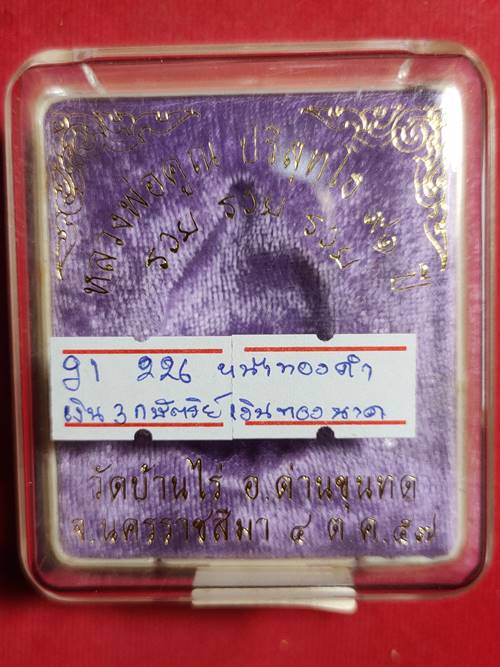 หลวงพ่อคูณ ปริสุทโธ ๙๒ ปี
รวย รวย รวย
91 226 หน้าทองคำ
เงิน 3 กษัตริย์ เงินทองนาค
วัดบ้านไร่ อ.ด่านขุนทด
จ.นครราชสีมา ๔ ต.ค.๕๗